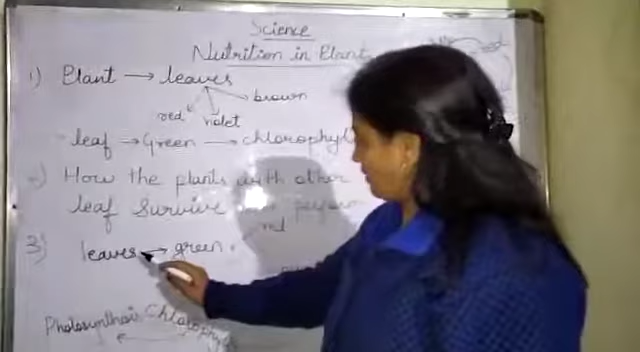 Science
Nutrition in Plant
1) Plant → leaves
brown
red violet
leaf → Green → chlorophyll
How the plants with other
leaf survive
red
3) leaves → green
Photosynthesis Chlorophyll